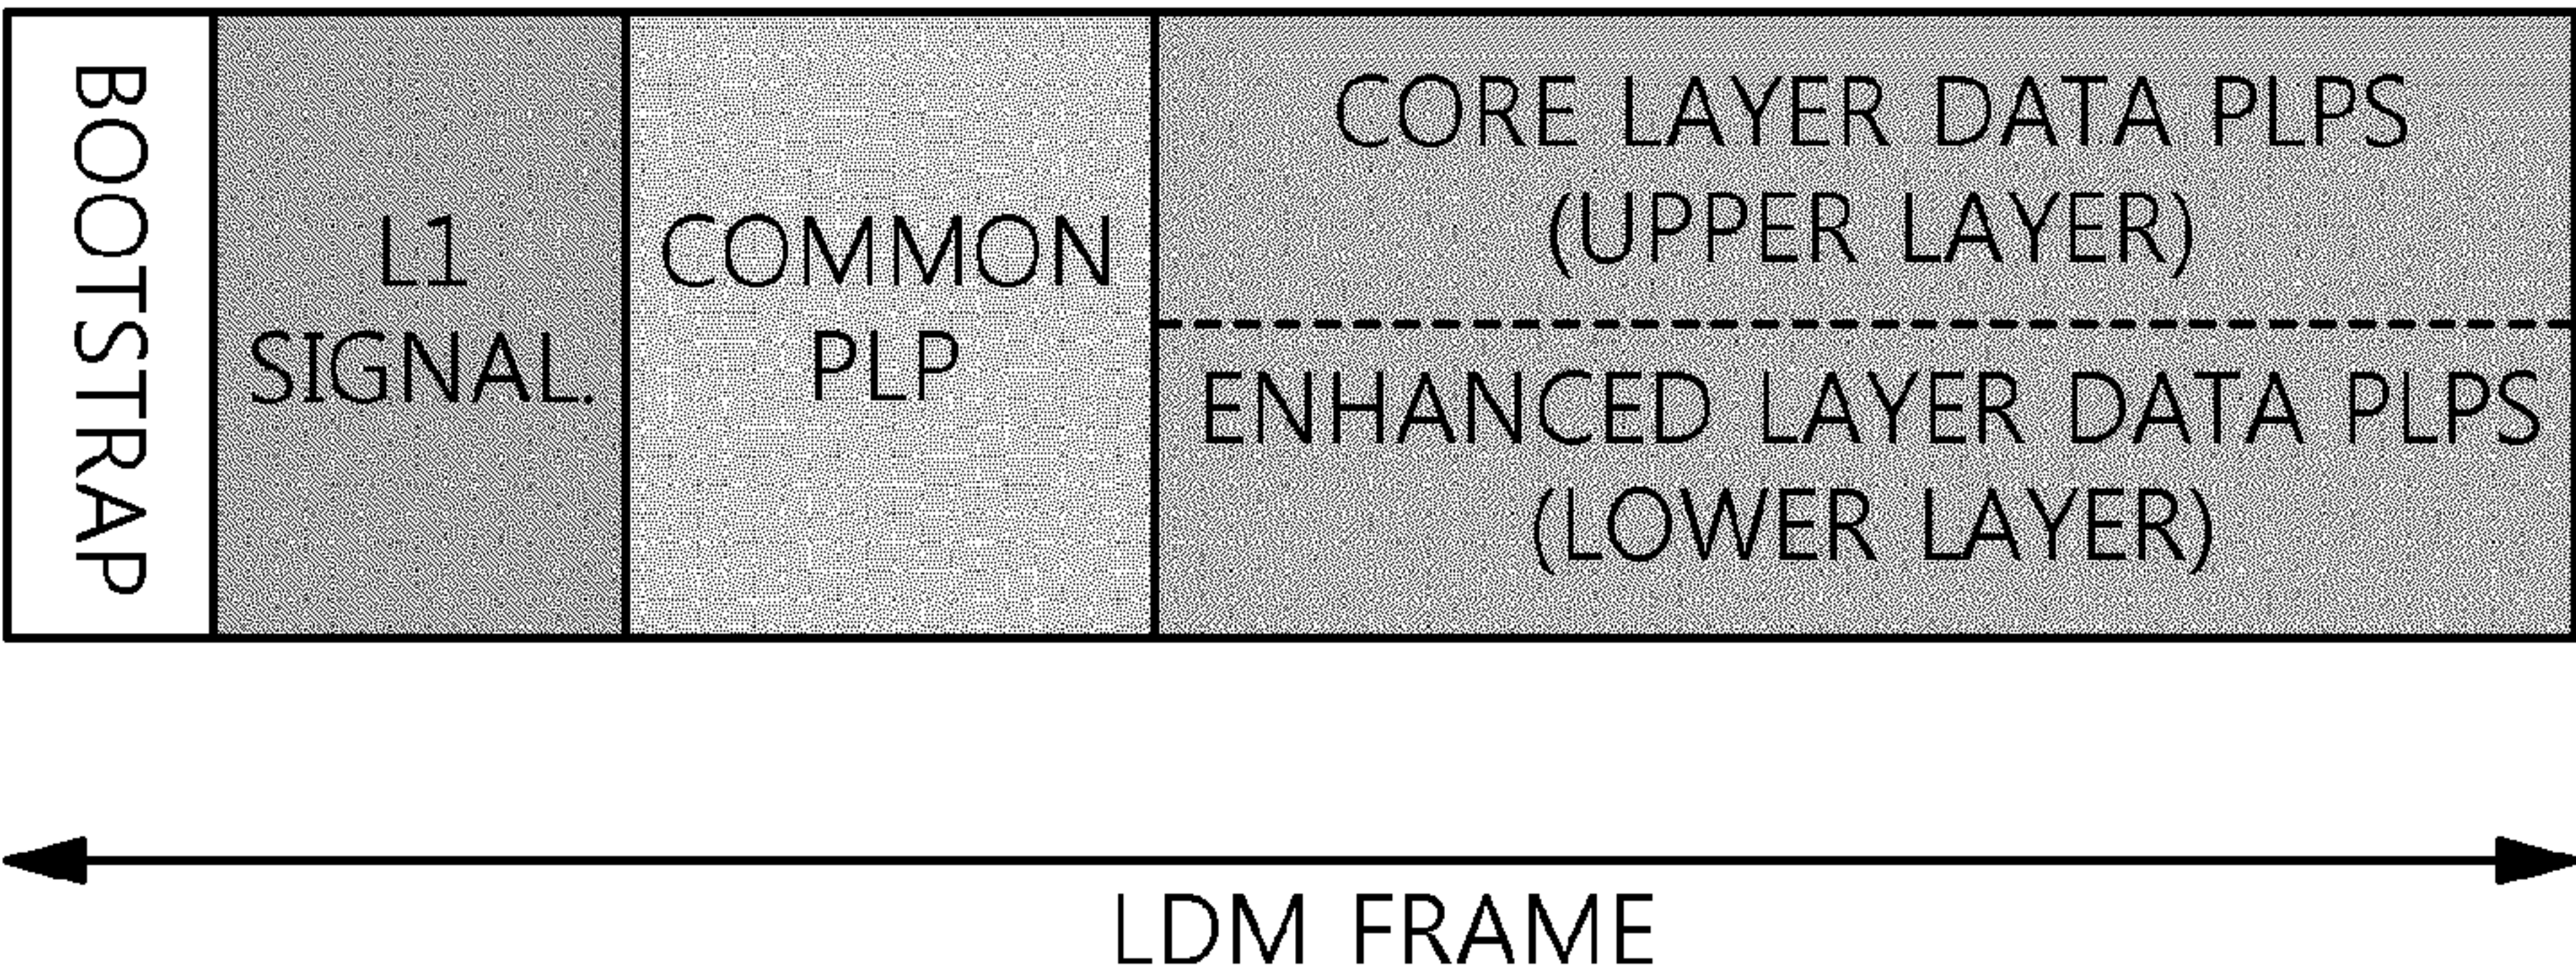 BOOTSTRAP
L1
SIGNAL.
COMMON
PLP
CORE LAYER DATA PLPS
(UPPER LAYER)
ENHANCED LAYER DATA PLPS
(LOWER LAYER)
LDM FRAME